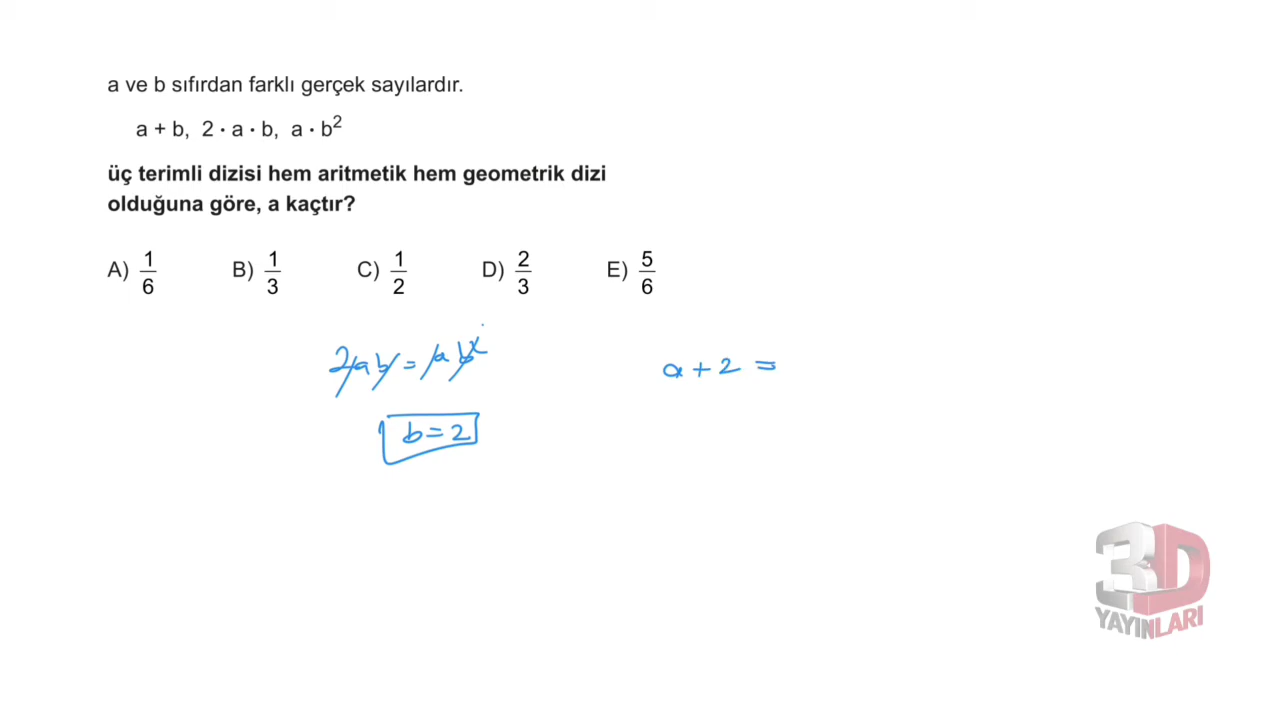 a ve b sıfırdan farklı gerçek sayılardır.
a + b, 2 · a · b, a · b²
üç terimli dizisi hem aritmetik hem geometrik dizi
olduğuna göre, a kaçtır?
A) 1/6 B) 1/3 C) 1/2 D) 2/3 E) 5/6
2ab = ab² a + 2 =
b = 2
3D
YAYINLARI